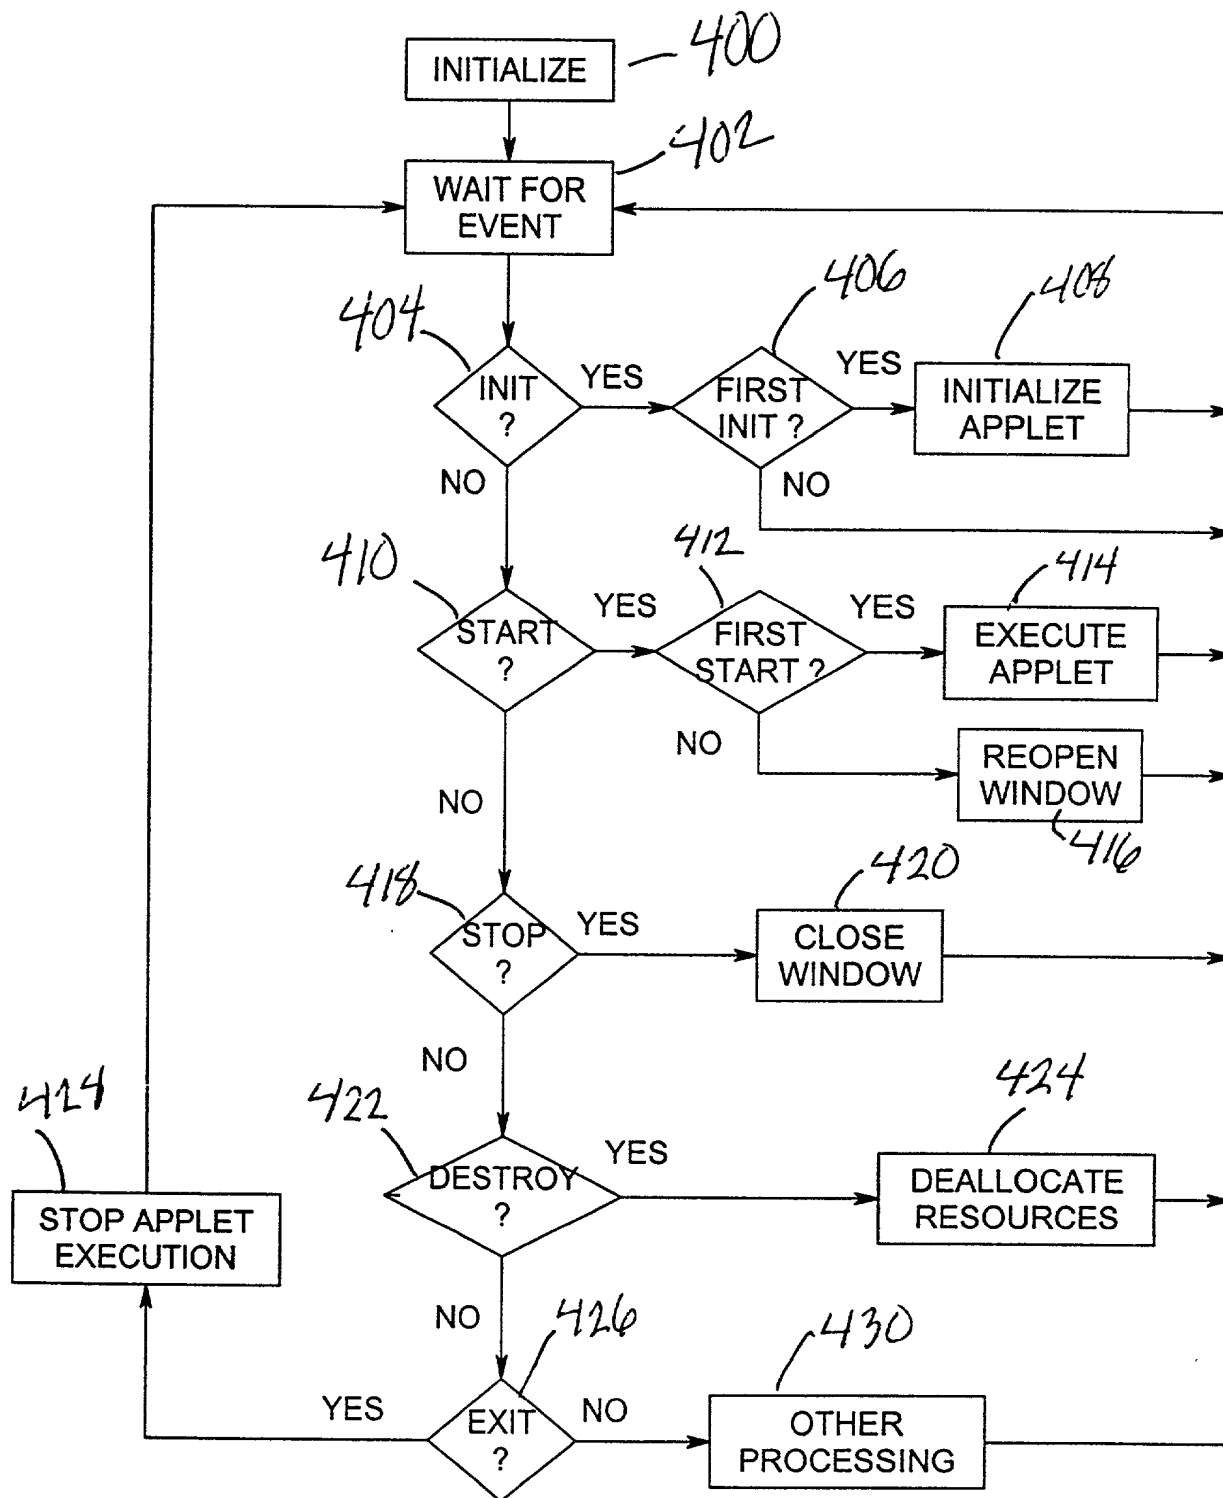 INITIALIZE
400
WAIT FOR
EVENT
402
404
INIT
?
YES
NO
406
FIRST
INIT ?
YES
NO
408
INITIALIZE
APPLET
410
START
?
YES
NO
412
FIRST
START ?
YES
NO
414
EXECUTE
APPLET
REOPEN
WINDOW
416
418
STOP
?
YES
NO
420
CLOSE
WINDOW
422
DESTROY
?
YES
NO
424
DEALLOCATE
RESOURCES
424
STOP APPLET
EXECUTION
426
EXIT
?
YES
NO
430
OTHER
PROCESSING